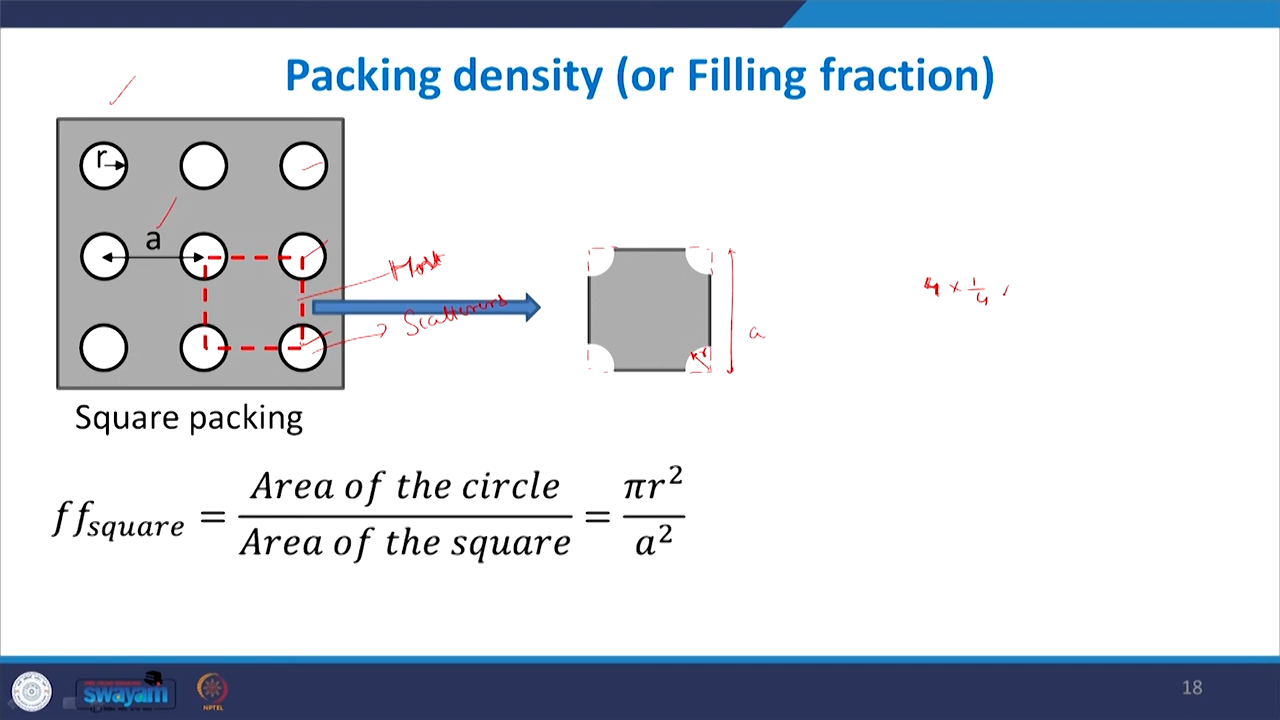 Packing density (or Filling fraction)
r
a
Host
Scatterers
a
r
4 × 1/4
Square packing
ff_square = Area of the circle / Area of the square = πr² / a²
swayam
NPTEL
18